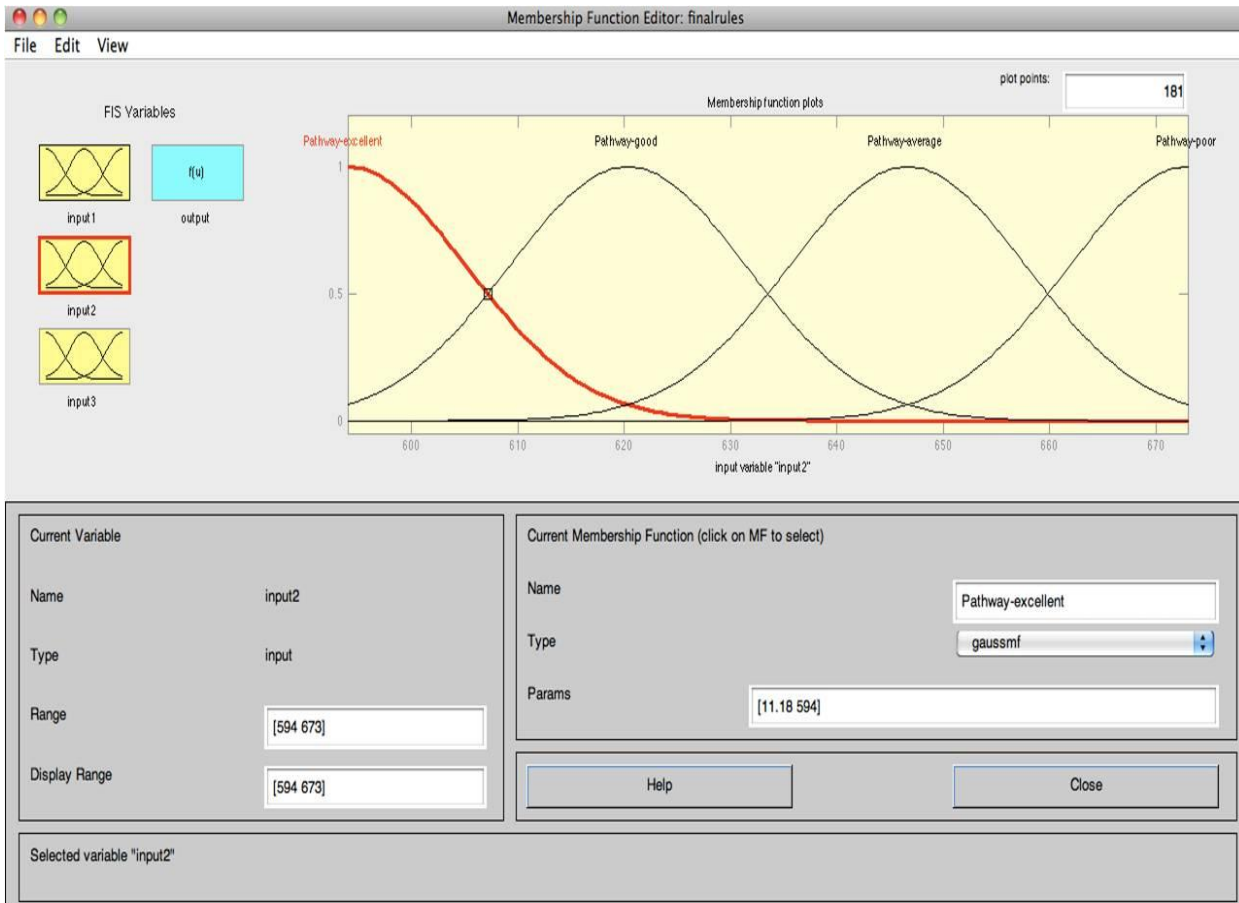 Membership Function Editor: finalrules
File Edit View
FIS Variables
input1
f(u)
output
input2
input3
plot points:
181
Membership function plots
Pathway-excellent Pathway-good Pathway-average Pathway-poor
1
0.5
0
600 610 620 630 640 650 660 670
input variable "input2"
Current Variable
Name input2
Type input
Range [594 673]
Display Range [594 673]
Current Membership Function (click on MF to select)
Name Pathway-excellent
Type gaussmf
Params [11.18 594]
Help Close
Selected variable "input2"